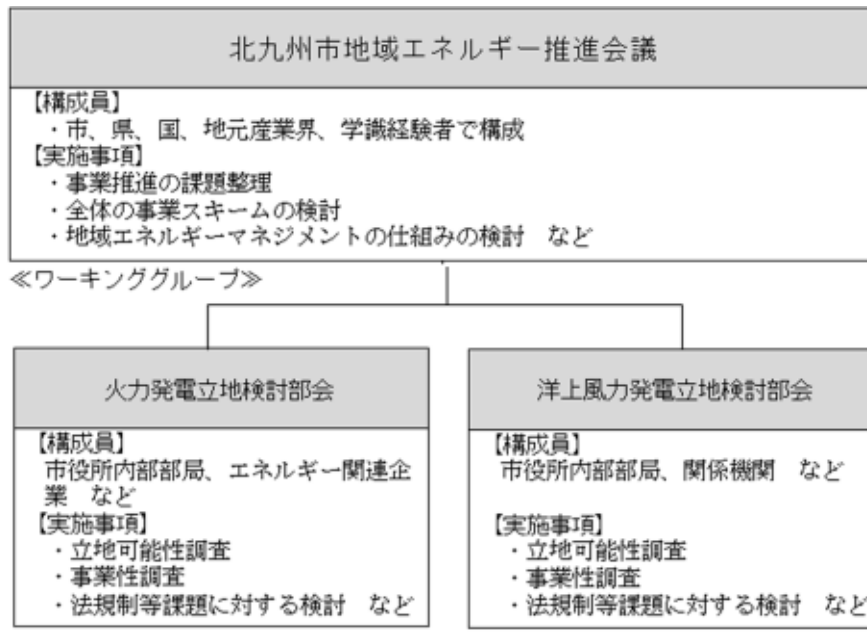 北九州市地域エネルギー推進会議
【構成員】
・市、県、国、地元産業界、学識経験者で構成
【実施事項】
・事業推進の課題整理
・全体の事業スキームの検討
・地域エネルギーマネジメントの仕組みの検討　など
≪ワーキンググループ≫
火力発電立地検討部会
【構成員】
市役所内部部局、エネルギー関連企
業　など
【実施事項】
・立地可能性調査
・事業性調査
・法規制等課題に対する検討　など
洋上風力発電立地検討部会
【構成員】
市役所内部部局、関係機関　など
【実施事項】
・立地可能性調査
・事業性調査
・法規制等課題に対する検討　など